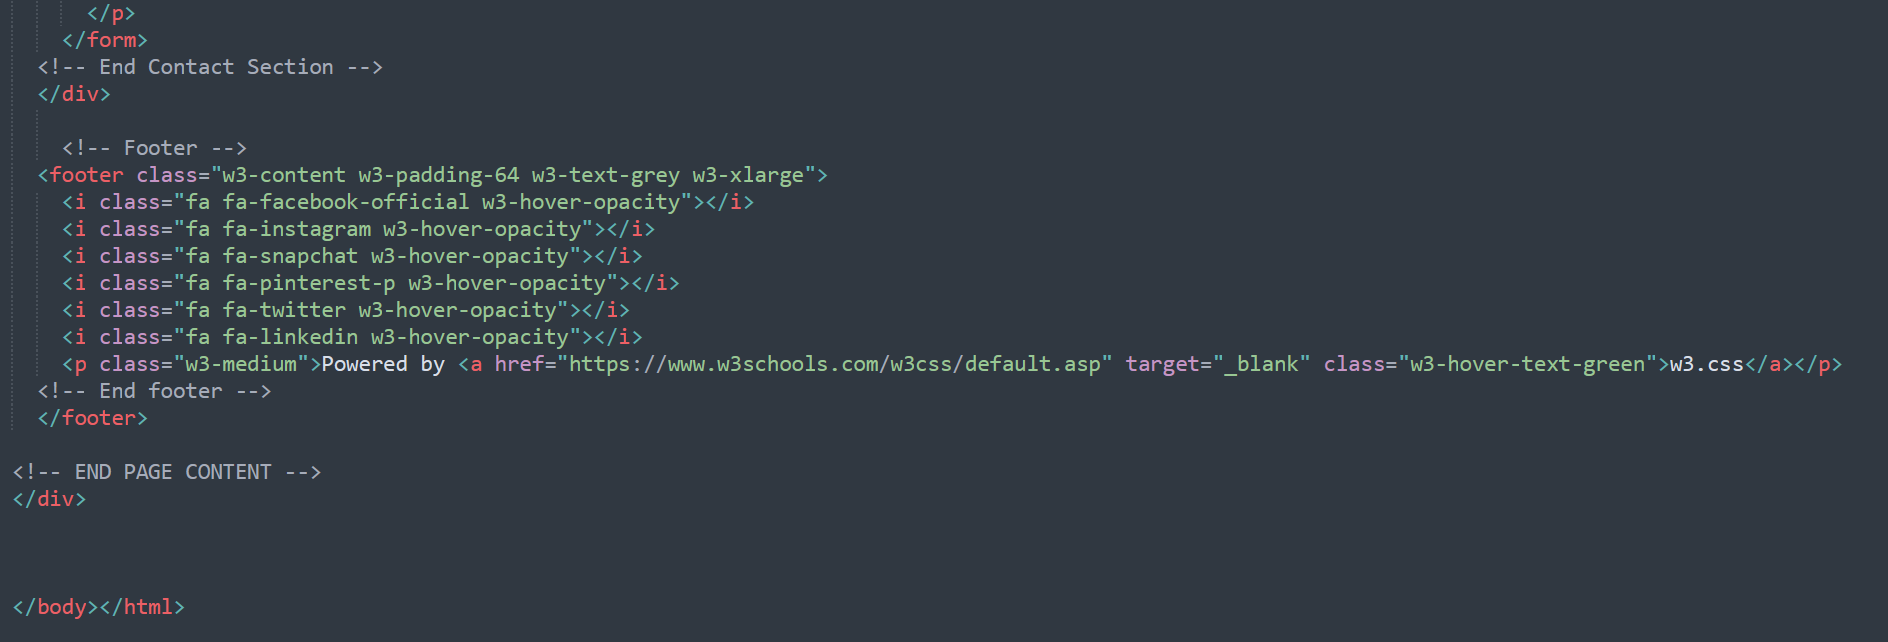 </p>
</form>
<!-- End Contact Section -->
</div>
<!-- Footer -->
<footer class="w3-content w3-padding-64 w3-text-grey w3-xlarge">
<i class="fa fa-facebook-official w3-hover-opacity"></i>
<i class="fa fa-instagram w3-hover-opacity"></i>
<i class="fa fa-snapchat w3-hover-opacity"></i>
<i class="fa fa-pinterest-p w3-hover-opacity"></i>
<i class="fa fa-twitter w3-hover-opacity"></i>
<i class="fa fa-linkedin w3-hover-opacity"></i>
<p class="w3-medium">Powered by <a href="https://www.w3schools.com/w3css/default.asp" target="_blank" class="w3-hover-text-green">w3.css</a></p>
<!-- End footer -->
</footer>
<!-- END PAGE CONTENT -->
</div>
</body></html>